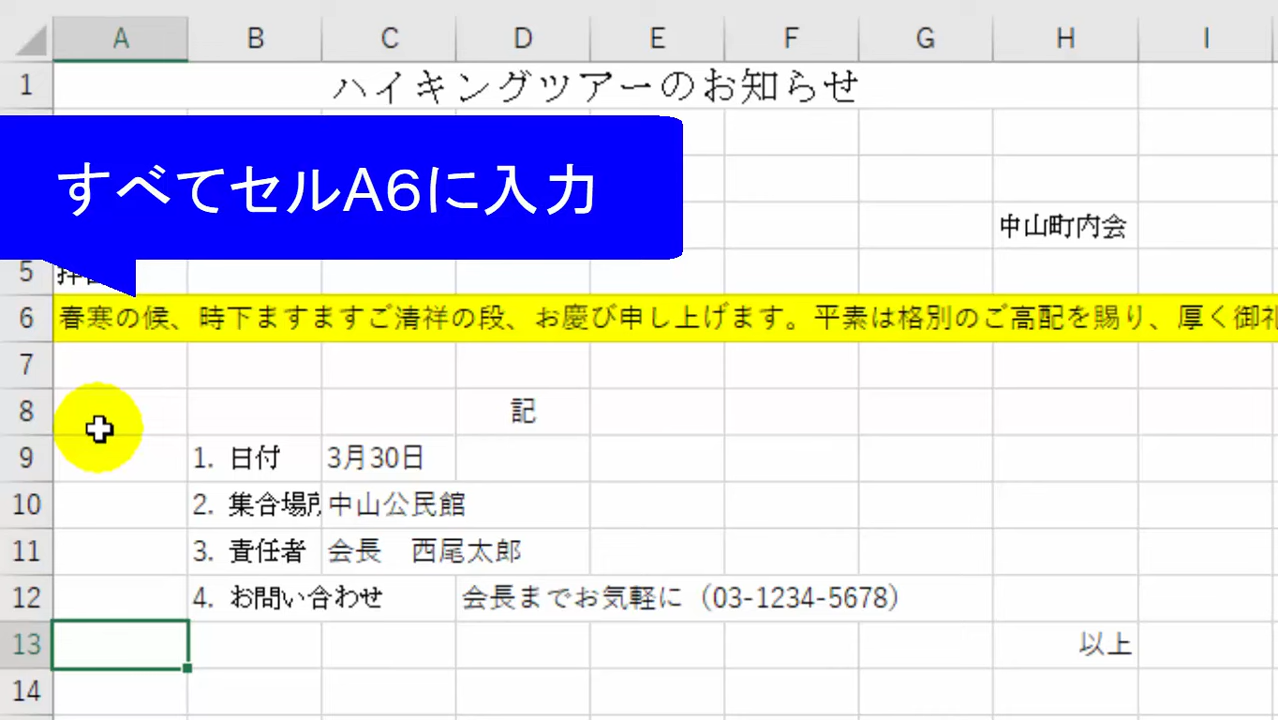 A B C D E F G H I
1 ハイキングツアーのお知らせ
すべてセルA6に入力
中山町内会
5
6 春寒の候、時下ますますご清祥の段、お慶び申し上げます。平素は格別のご高配を賜り、厚く御礼
7
8 記
9 1. 日付 3月30日
10 2. 集合場所 中山公民館
11 3. 責任者 会長　西尾太郎
12 4. お問い合わせ 会長までお気軽に（03-1234-5678）
13 以上
14